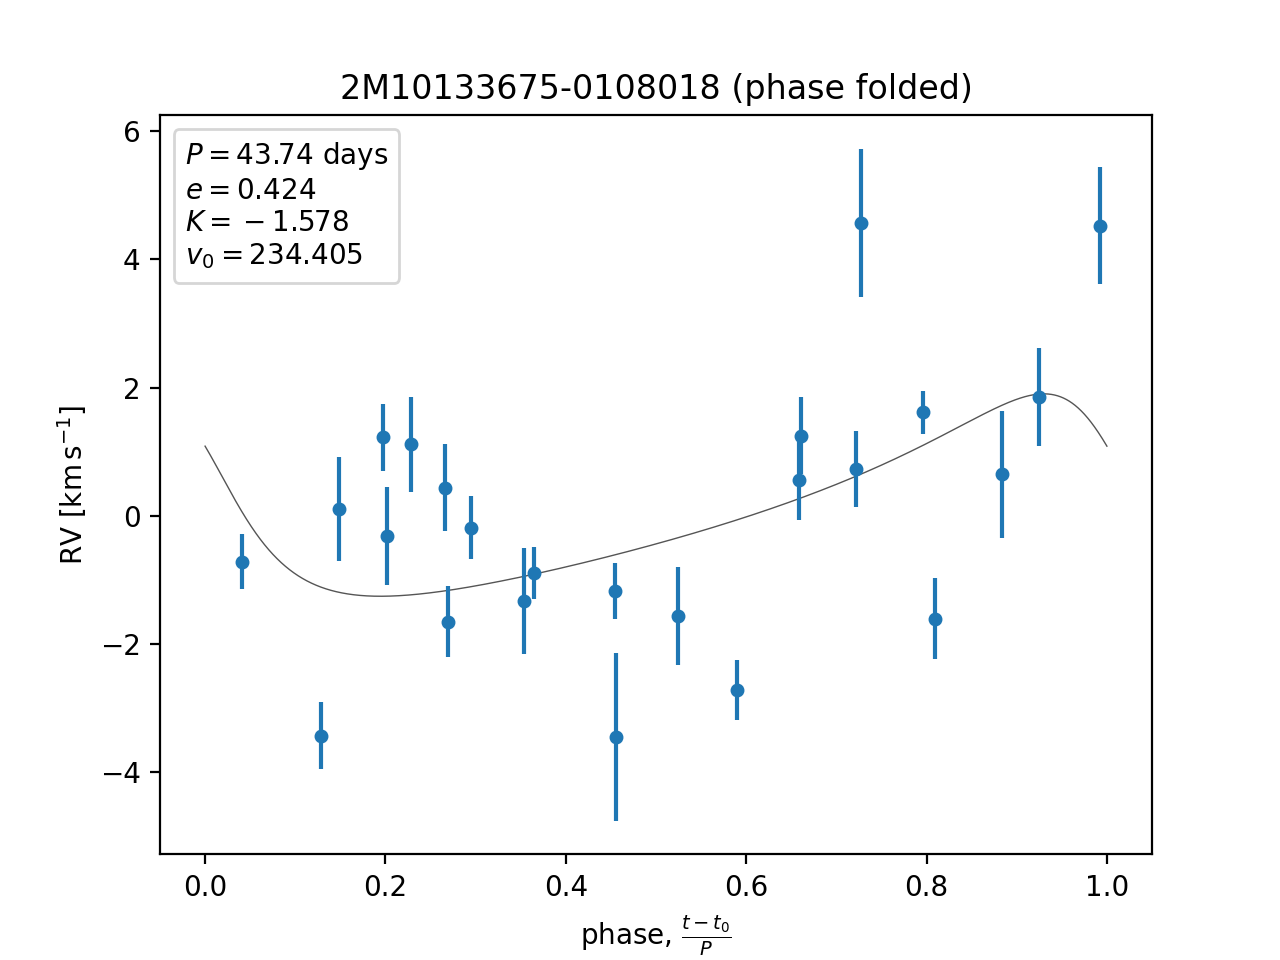 2M10133675-0108018 (phase folded)
P = 43.74 days
e = 0.424
K = −1.578
v₀ = 234.405
6
4
2
0
−2
−4
RV [km s⁻¹]
0.0 0.2 0.4 0.6 0.8 1.0
phase, \frac{t − t₀}{P}